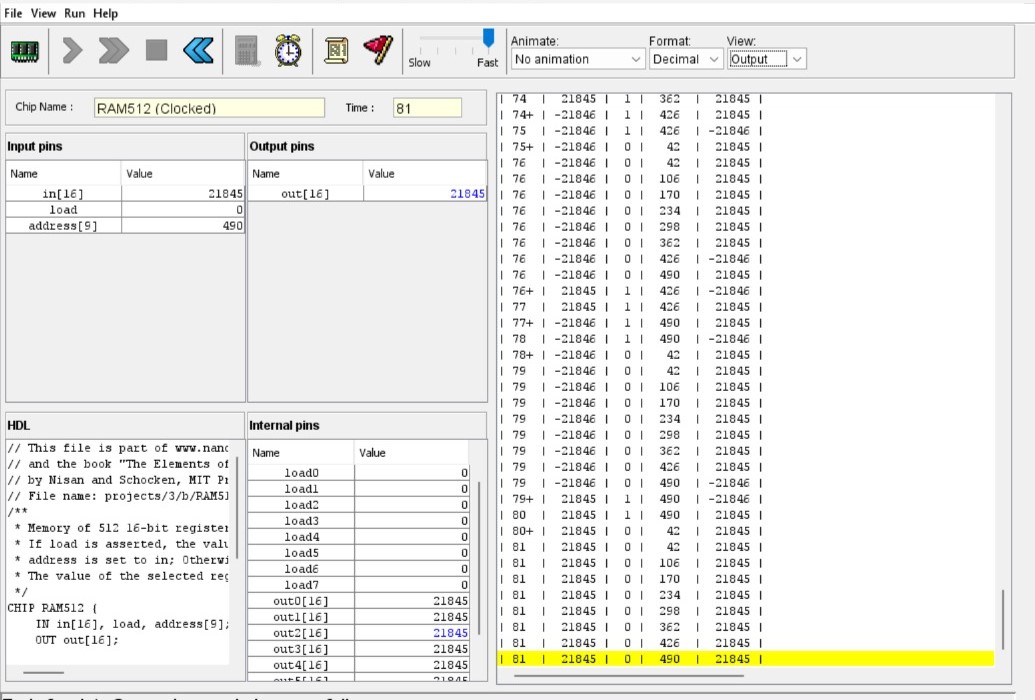 File View Run Help
Slow Fast
Animate: Format: View:
No animation Decimal Output
Chip Name : RAM512 (Clocked) Time : 81
Input pins
Name Value
in[16] 21845
load 0
address[9] 490
Output pins
Name Value
out[16] 21845
HDL
// This file is part of www.nand
// and the book "The Elements of
// by Nisan and Schocken, MIT Pr
// File name: projects/3/b/RAM51
/**
* Memory of 512 16-bit register
* If load is asserted, the valu
* address is set to in; Otherwi
* The value of the selected reg
*/
CHIP RAM512 {
IN in[16], load, address[9];
OUT out[16];
Internal pins
Name Value
load0 0
load1 0
load2 0
load3 0
load4 0
load5 0
load6 0
load7 0
out0[16] 21845
out1[16] 21845
out2[16] 21845
out3[16] 21845
out4[16] 21845
| 74 | 21845 | 1 | 362 | 21845 |
| 74+ | -21846 | 1 | 426 | 21845 |
| 75 | -21846 | 1 | 426 | -21846 |
| 75+ | -21846 | 0 | 42 | 21845 |
| 76 | -21846 | 0 | 42 | 21845 |
| 76 | -21846 | 0 | 106 | 21845 |
| 76 | -21846 | 0 | 170 | 21845 |
| 76 | -21846 | 0 | 234 | 21845 |
| 76 | -21846 | 0 | 298 | 21845 |
| 76 | -21846 | 0 | 362 | 21845 |
| 76 | -21846 | 0 | 426 | -21846 |
| 76 | -21846 | 0 | 490 | 21845 |
| 76+ | 21845 | 1 | 426 | -21846 |
| 77 | 21845 | 1 | 426 | 21845 |
| 77+ | -21846 | 1 | 490 | 21845 |
| 78 | -21846 | 1 | 490 | -21846 |
| 78+ | -21846 | 0 | 42 | 21845 |
| 79 | -21846 | 0 | 42 | 21845 |
| 79 | -21846 | 0 | 106 | 21845 |
| 79 | -21846 | 0 | 170 | 21845 |
| 79 | -21846 | 0 | 234 | 21845 |
| 79 | -21846 | 0 | 298 | 21845 |
| 79 | -21846 | 0 | 362 | 21845 |
| 79 | -21846 | 0 | 426 | 21845 |
| 79 | -21846 | 0 | 490 | -21846 |
| 79+ | 21845 | 1 | 490 | -21846 |
| 80 | 21845 | 1 | 490 | 21845 |
| 80+ | 21845 | 0 | 42 | 21845 |
| 81 | 21845 | 0 | 42 | 21845 |
| 81 | 21845 | 0 | 106 | 21845 |
| 81 | 21845 | 0 | 170 | 21845 |
| 81 | 21845 | 0 | 234 | 21845 |
| 81 | 21845 | 0 | 298 | 21845 |
| 81 | 21845 | 0 | 362 | 21845 |
| 81 | 21845 | 0 | 426 | 21845 |
| 81 | 21845 | 0 | 490 | 21845 |